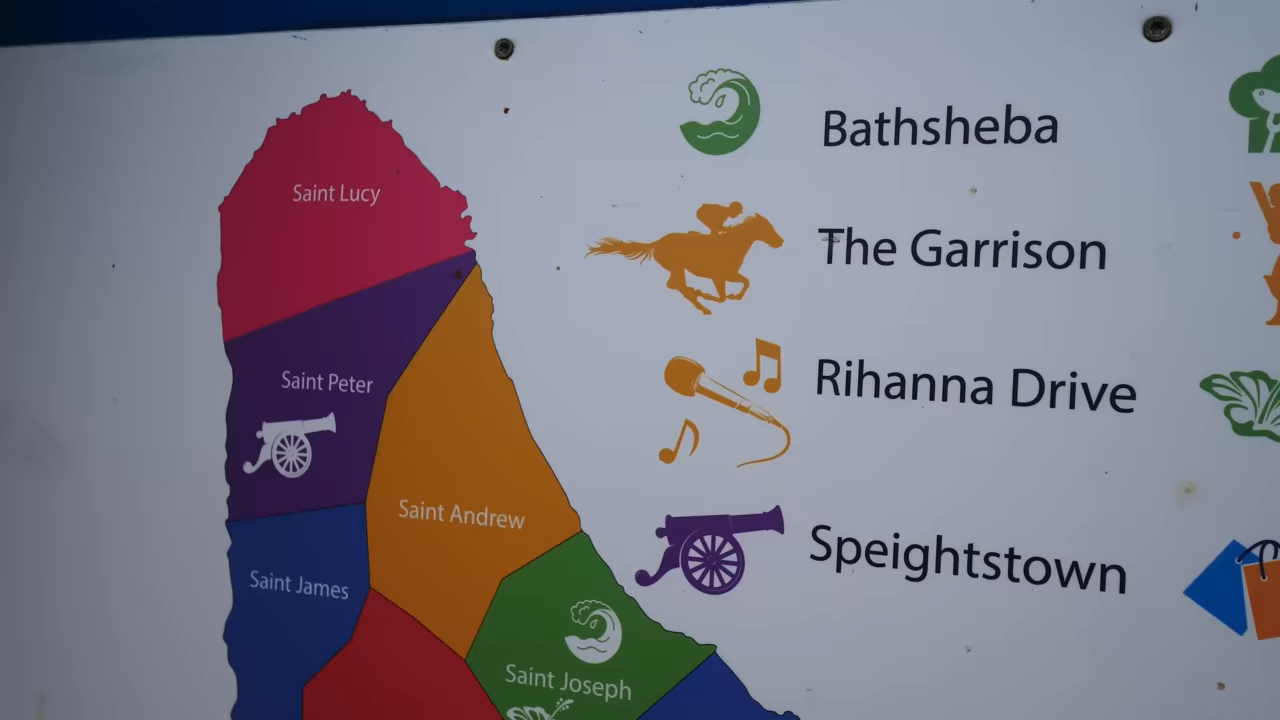 Saint Lucy
Saint Peter
Saint Andrew
Saint James
Saint Joseph
Bathsheba
The Garrison
Rihanna Drive
Speightstown